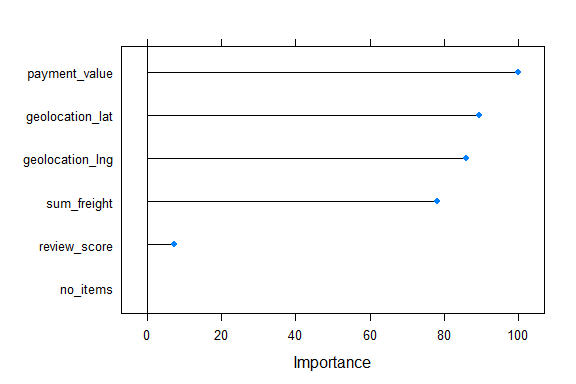 payment_value
geolocation_lat
geolocation_lng
sum_freight
review_score
no_items
0 20 40 60 80 100
Importance